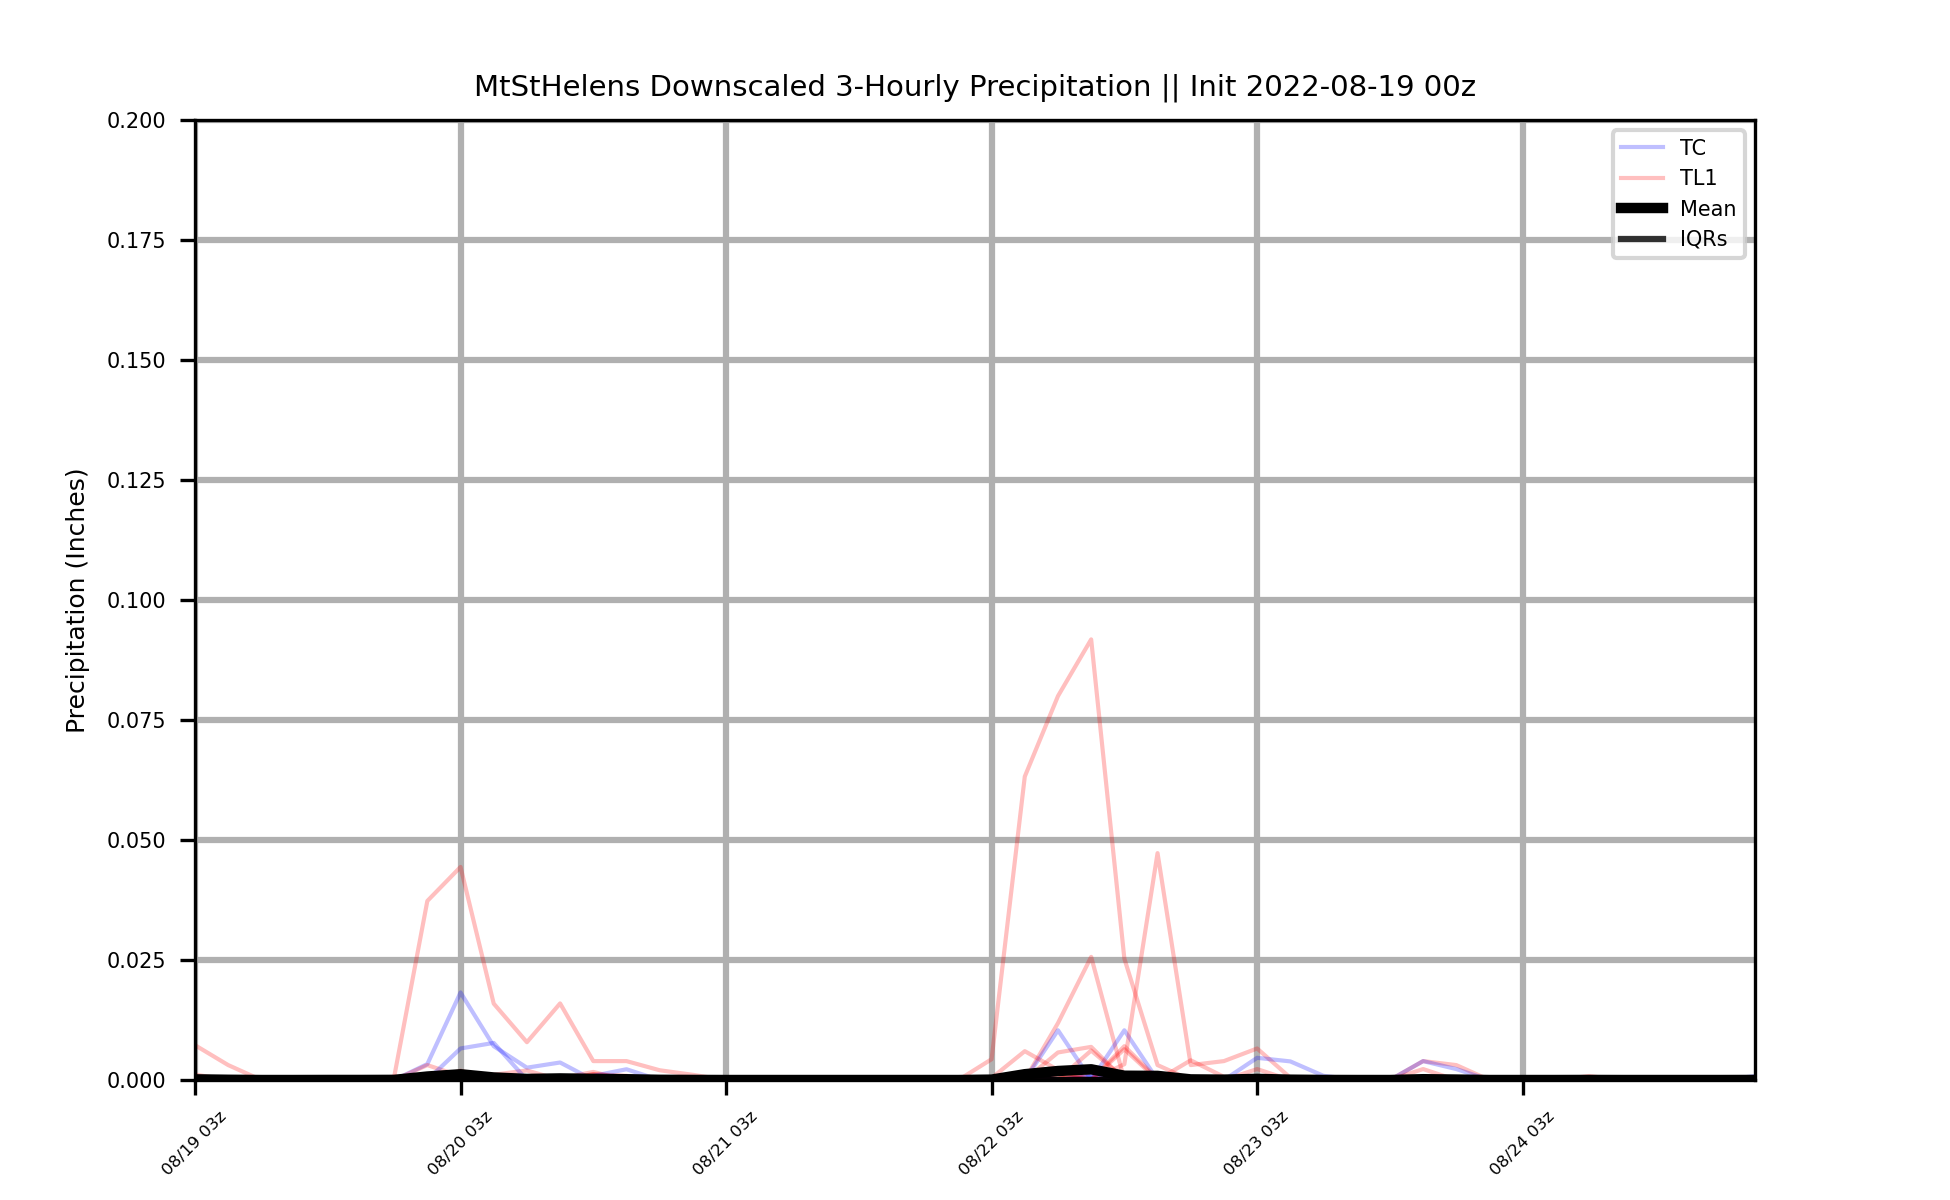 MtStHelens Downscaled 3-Hourly Precipitation || Init 2022-08-19 00z
TC
TL1
Mean
IQRs
Precipitation (Inches)
0.200
0.175
0.150
0.125
0.100
0.075
0.050
0.025
0.000
08/19 03z
08/20 03z
08/21 03z
08/22 03z
08/23 03z
08/24 03z